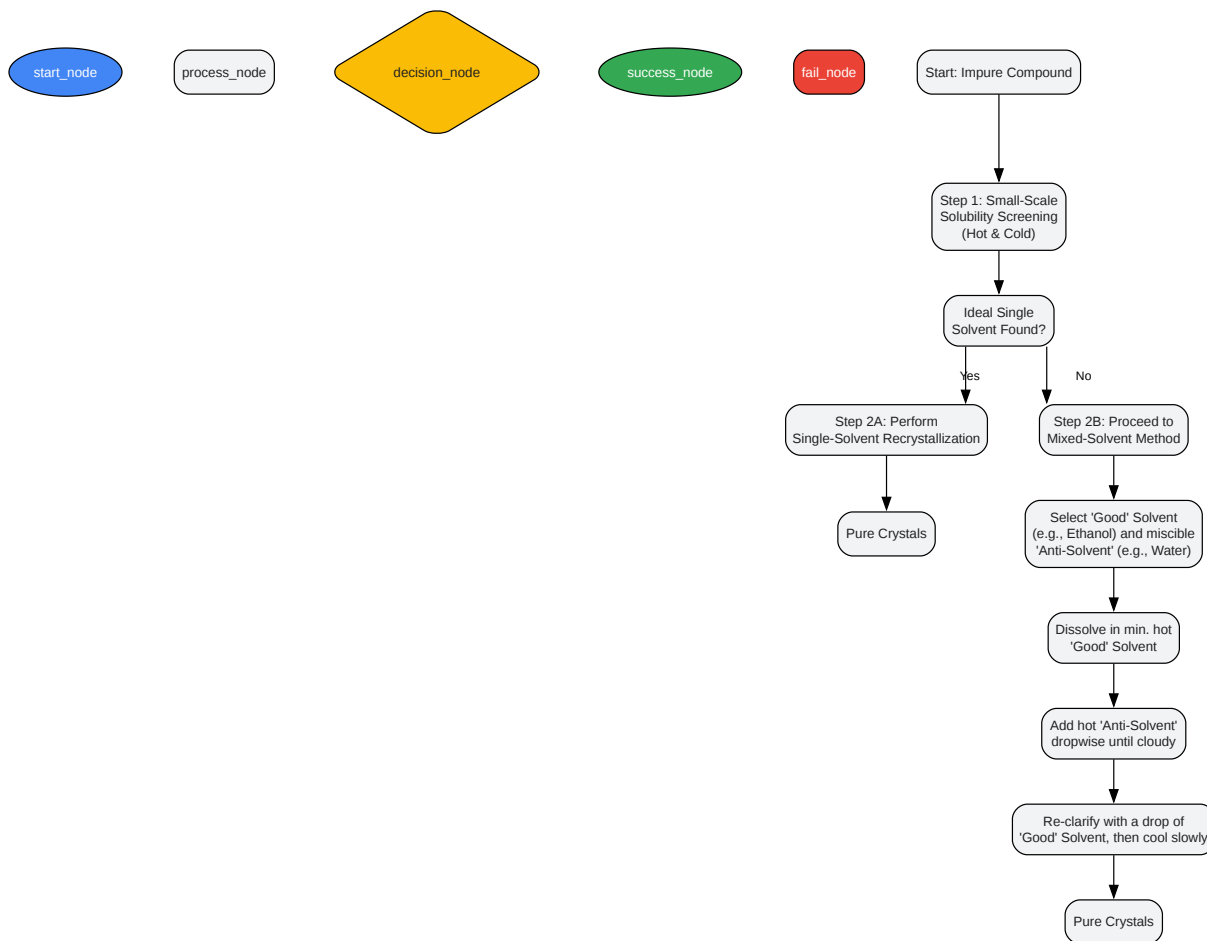 start_node
process_node
decision_node
success_node
fail_node
Start: Impure Compound
Step 1: Small-Scale
Solubility Screening
(Hot & Cold)
Ideal Single
Solvent Found?
Yes
No
Step 2A: Perform
Single-Solvent Recrystallization
Step 2B: Proceed to
Mixed-Solvent Method
Pure Crystals
Select 'Good' Solvent
(e.g., Ethanol) and miscible
'Anti-Solvent' (e.g., Water)
Dissolve in min. hot
'Good' Solvent
Add hot 'Anti-Solvent'
dropwise until cloudy
Re-clarify with a drop of
'Good' Solvent, then cool slowly
Pure Crystals